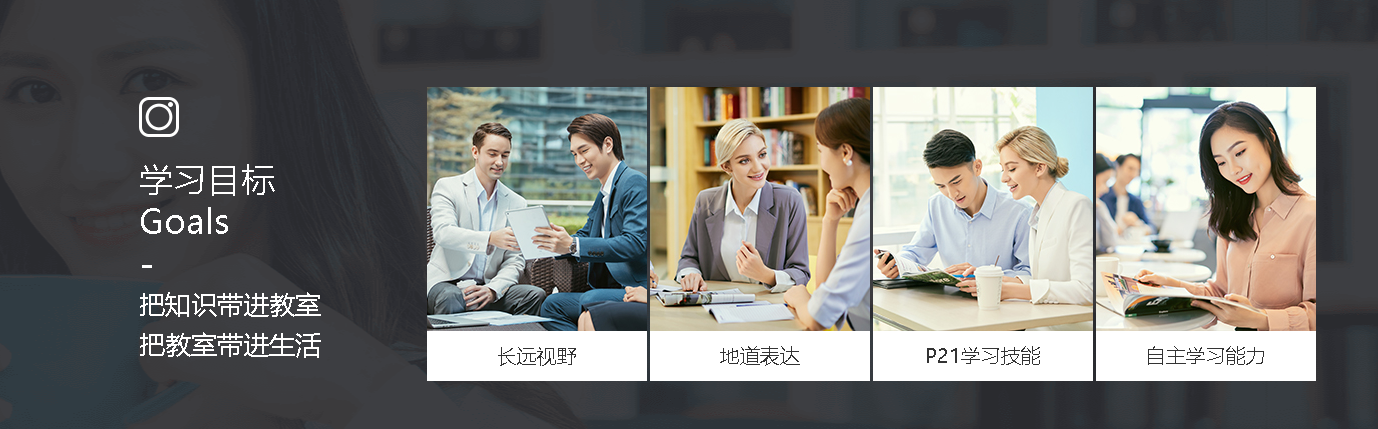 学习目标
Goals
-
把知识带进教室
把教室带进生活
长远视野
地道表达
P21学习技能
自主学习能力